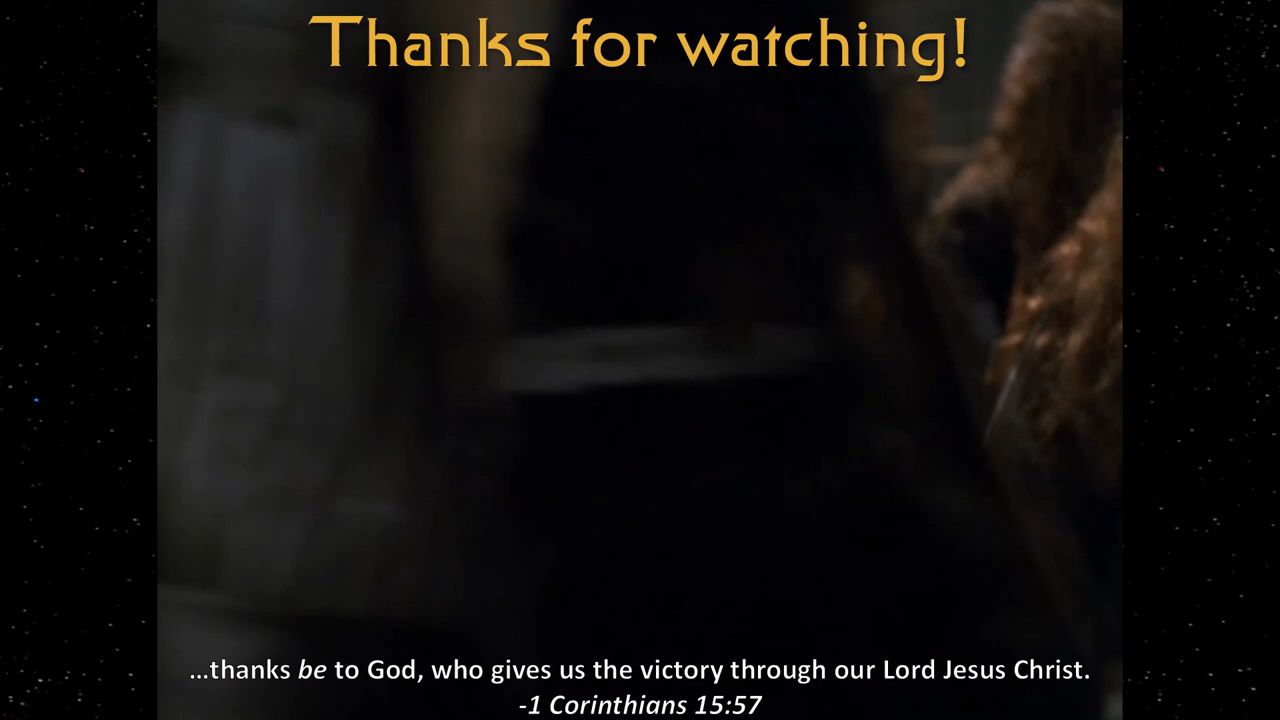 Thanks for watching!
...thanks be to God, who gives us the victory through our Lord Jesus Christ.
-1 Corinthians 15:57